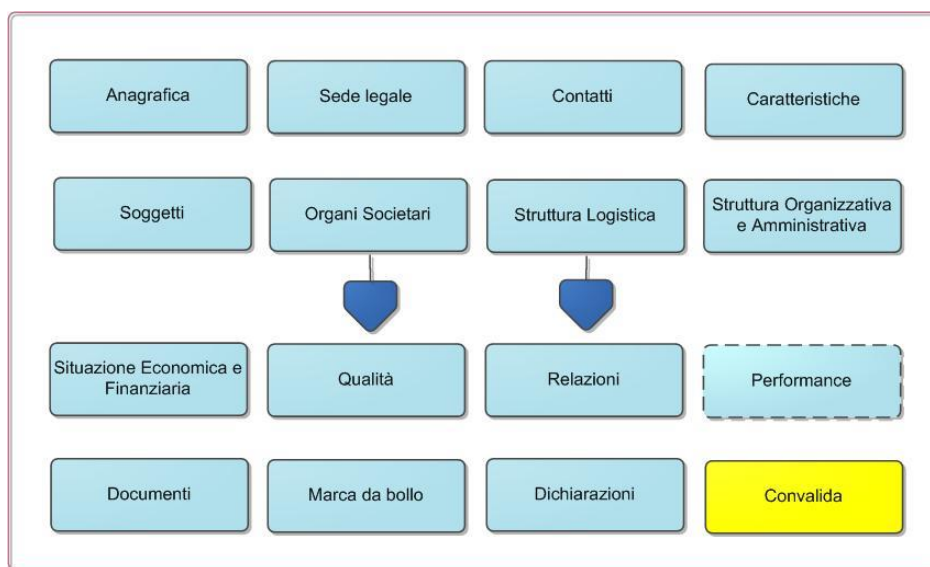 Anagrafica
Sede legale
Contatti
Caratteristiche
Soggetti
Organi Societari
Struttura Logistica
Struttura Organizzativa
e Amministrativa
Situazione Economica e
Finanziaria
Qualità
Relazioni
Performance
Documenti
Marca da bollo
Dichiarazioni
Convalida